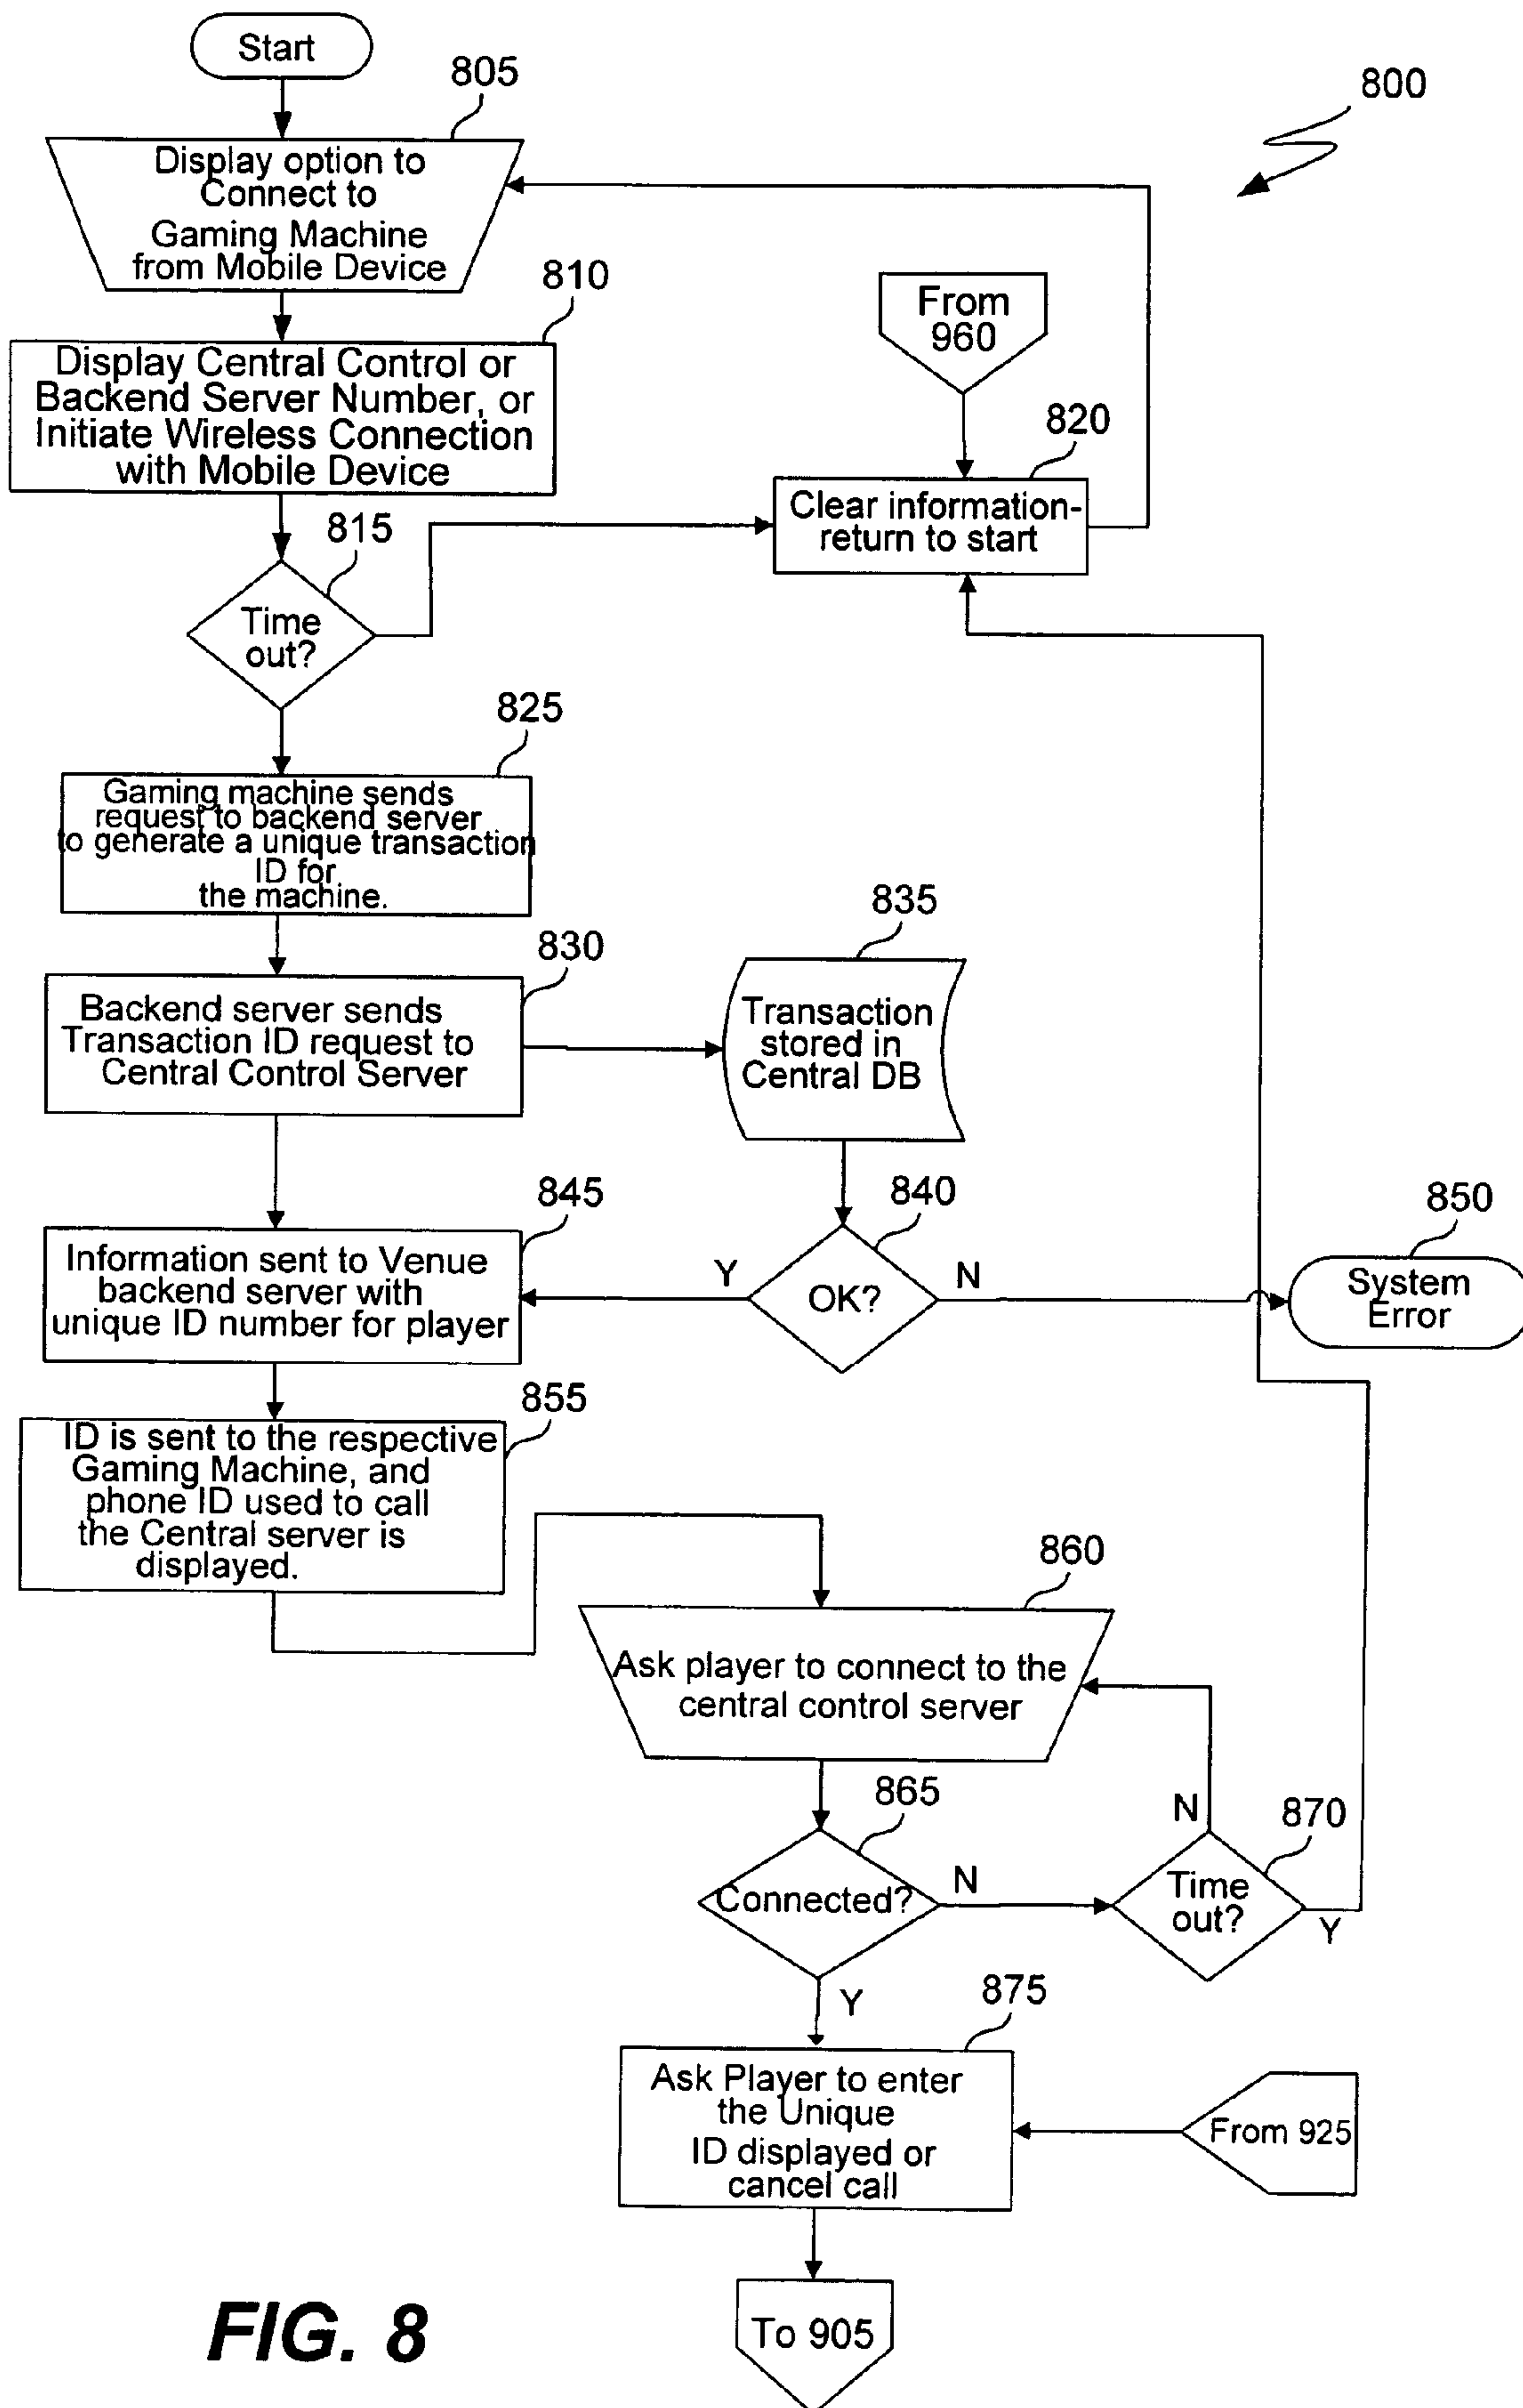 Start
805
800
Display option to
Connect to
Gaming Machine
from Mobile Device
810
Display Central Control or
Backend Server Number, or
Initiate Wireless Connection
with Mobile Device
From
960
820
Clear information-
return to start
815
Time
out?
825
Gaming machine sends
request to backend server
to generate a unique transaction
ID for
the machine.
830
Backend server sends
Transaction ID request to
Central Control Server
835
Transaction
stored in
Central DB
840
OK?
Y
N
845
Information sent to Venue
backend server with
unique ID number for player
850
System
Error
855
ID is sent to the respective
Gaming Machine, and
phone ID used to call
the Central server is
displayed.
860
Ask player to connect to the
central control server
865
Connected?
N
N
870
Time
out?
Y
Y
875
Ask Player to enter
the Unique
ID displayed or
cancel call
From 925
To 905
FIG. 8